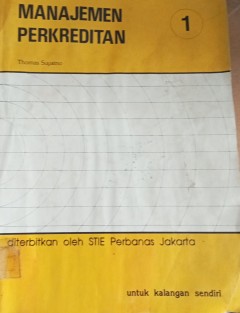 MANAJEMEN
PERKREDITAN
1
Thomas Suyatno
diterbitkan oleh STIE Perbanas Jakarta
untuk kalangan sendiri